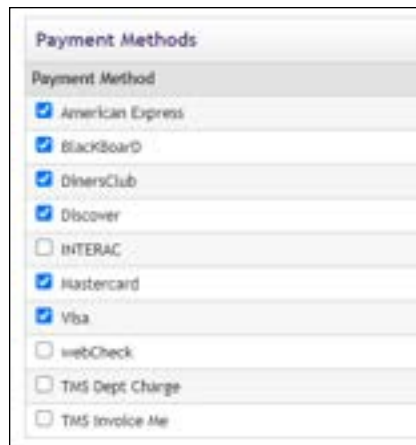 Payment Methods
Payment Method
American Express
BlacKBoarD
DinersClub
Discover
INTERAC
Mastercard
Visa
webCheck
TMS Dept Charge
TMS Invoice Me